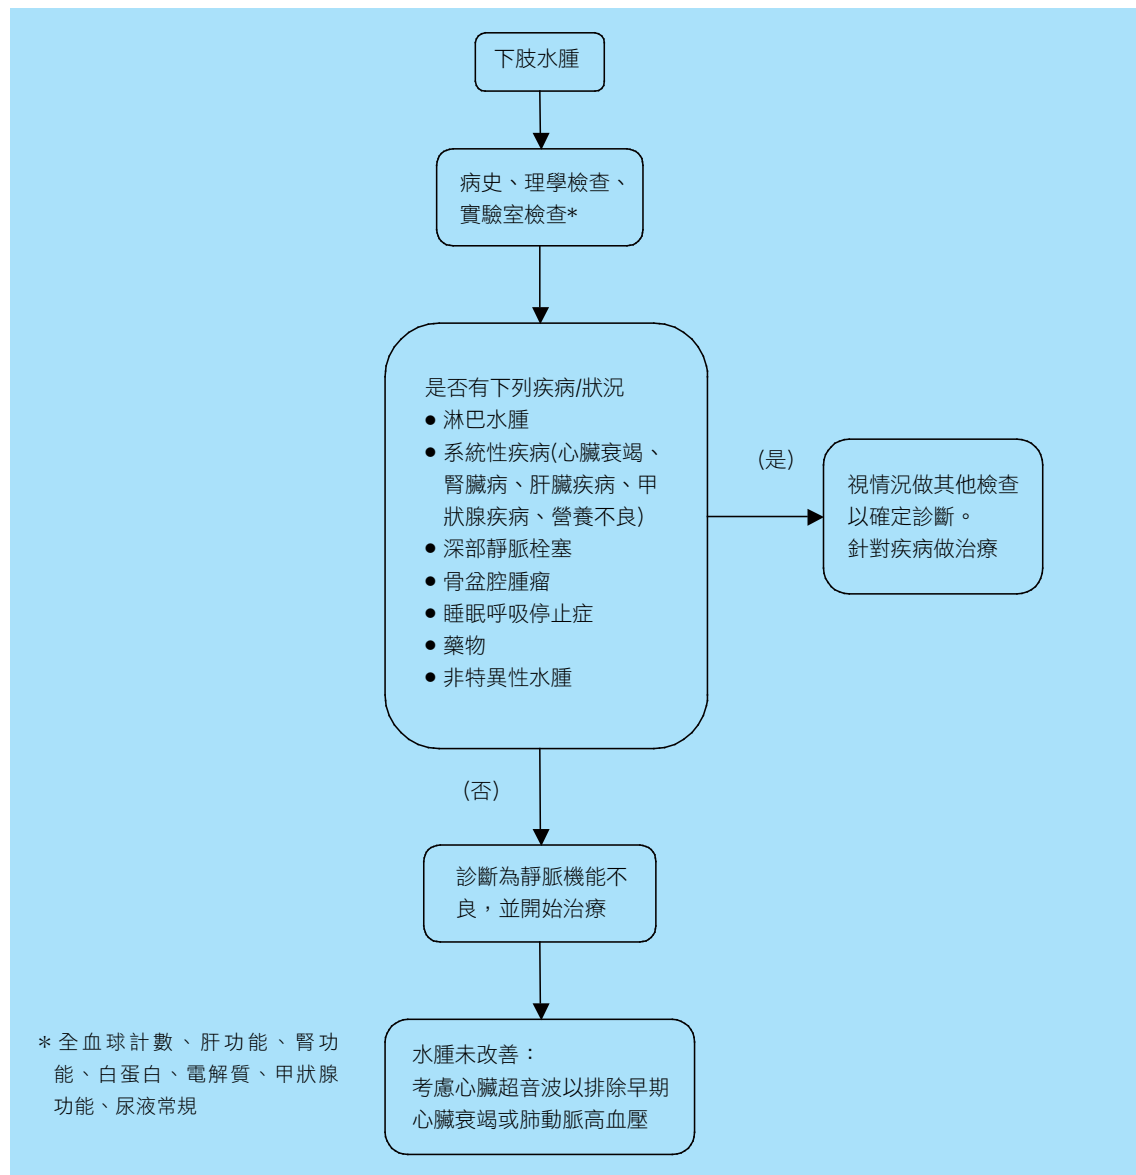 下肢水腫
病史、理學檢查、
實驗室檢查*
是否有下列疾病/狀況
● 淋巴水腫
● 系統性疾病(心臟衰竭、
腎臟病、肝臟疾病、甲
狀腺疾病、營養不良)
● 深部靜脈栓塞
● 骨盆腔腫瘤
● 睡眠呼吸停止症
● 藥物
● 非特異性水腫
(是)
視情況做其他檢查
以確定診斷。
針對疾病做治療
(否)
診斷為靜脈機能不
良，並開始治療
水腫未改善：
考慮心臟超音波以排除早期
心臟衰竭或肺動脈高血壓
＊全血球計數、肝功能、腎功
能、白蛋白、電解質、甲狀腺
功能、尿液常規